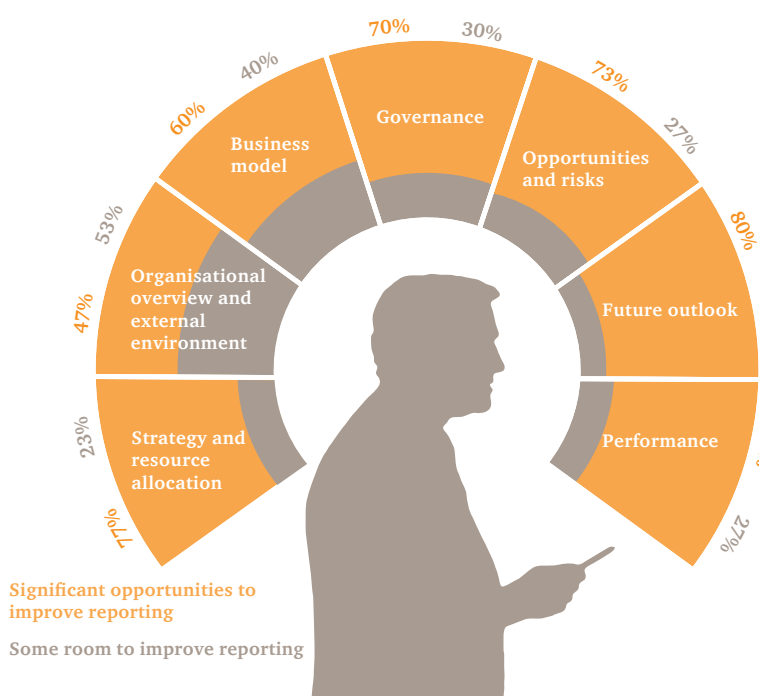 70%
30%
40%
60%
73%
27%
Governance
Business
model
Opportunities
and risks
53%
80%
Organisational
overview and
external
environment
47%
Future outlook
23%
Strategy and
resource
allocation
Performance
77%
27%
Significant opportunities to
improve reporting
Some room to improve reporting